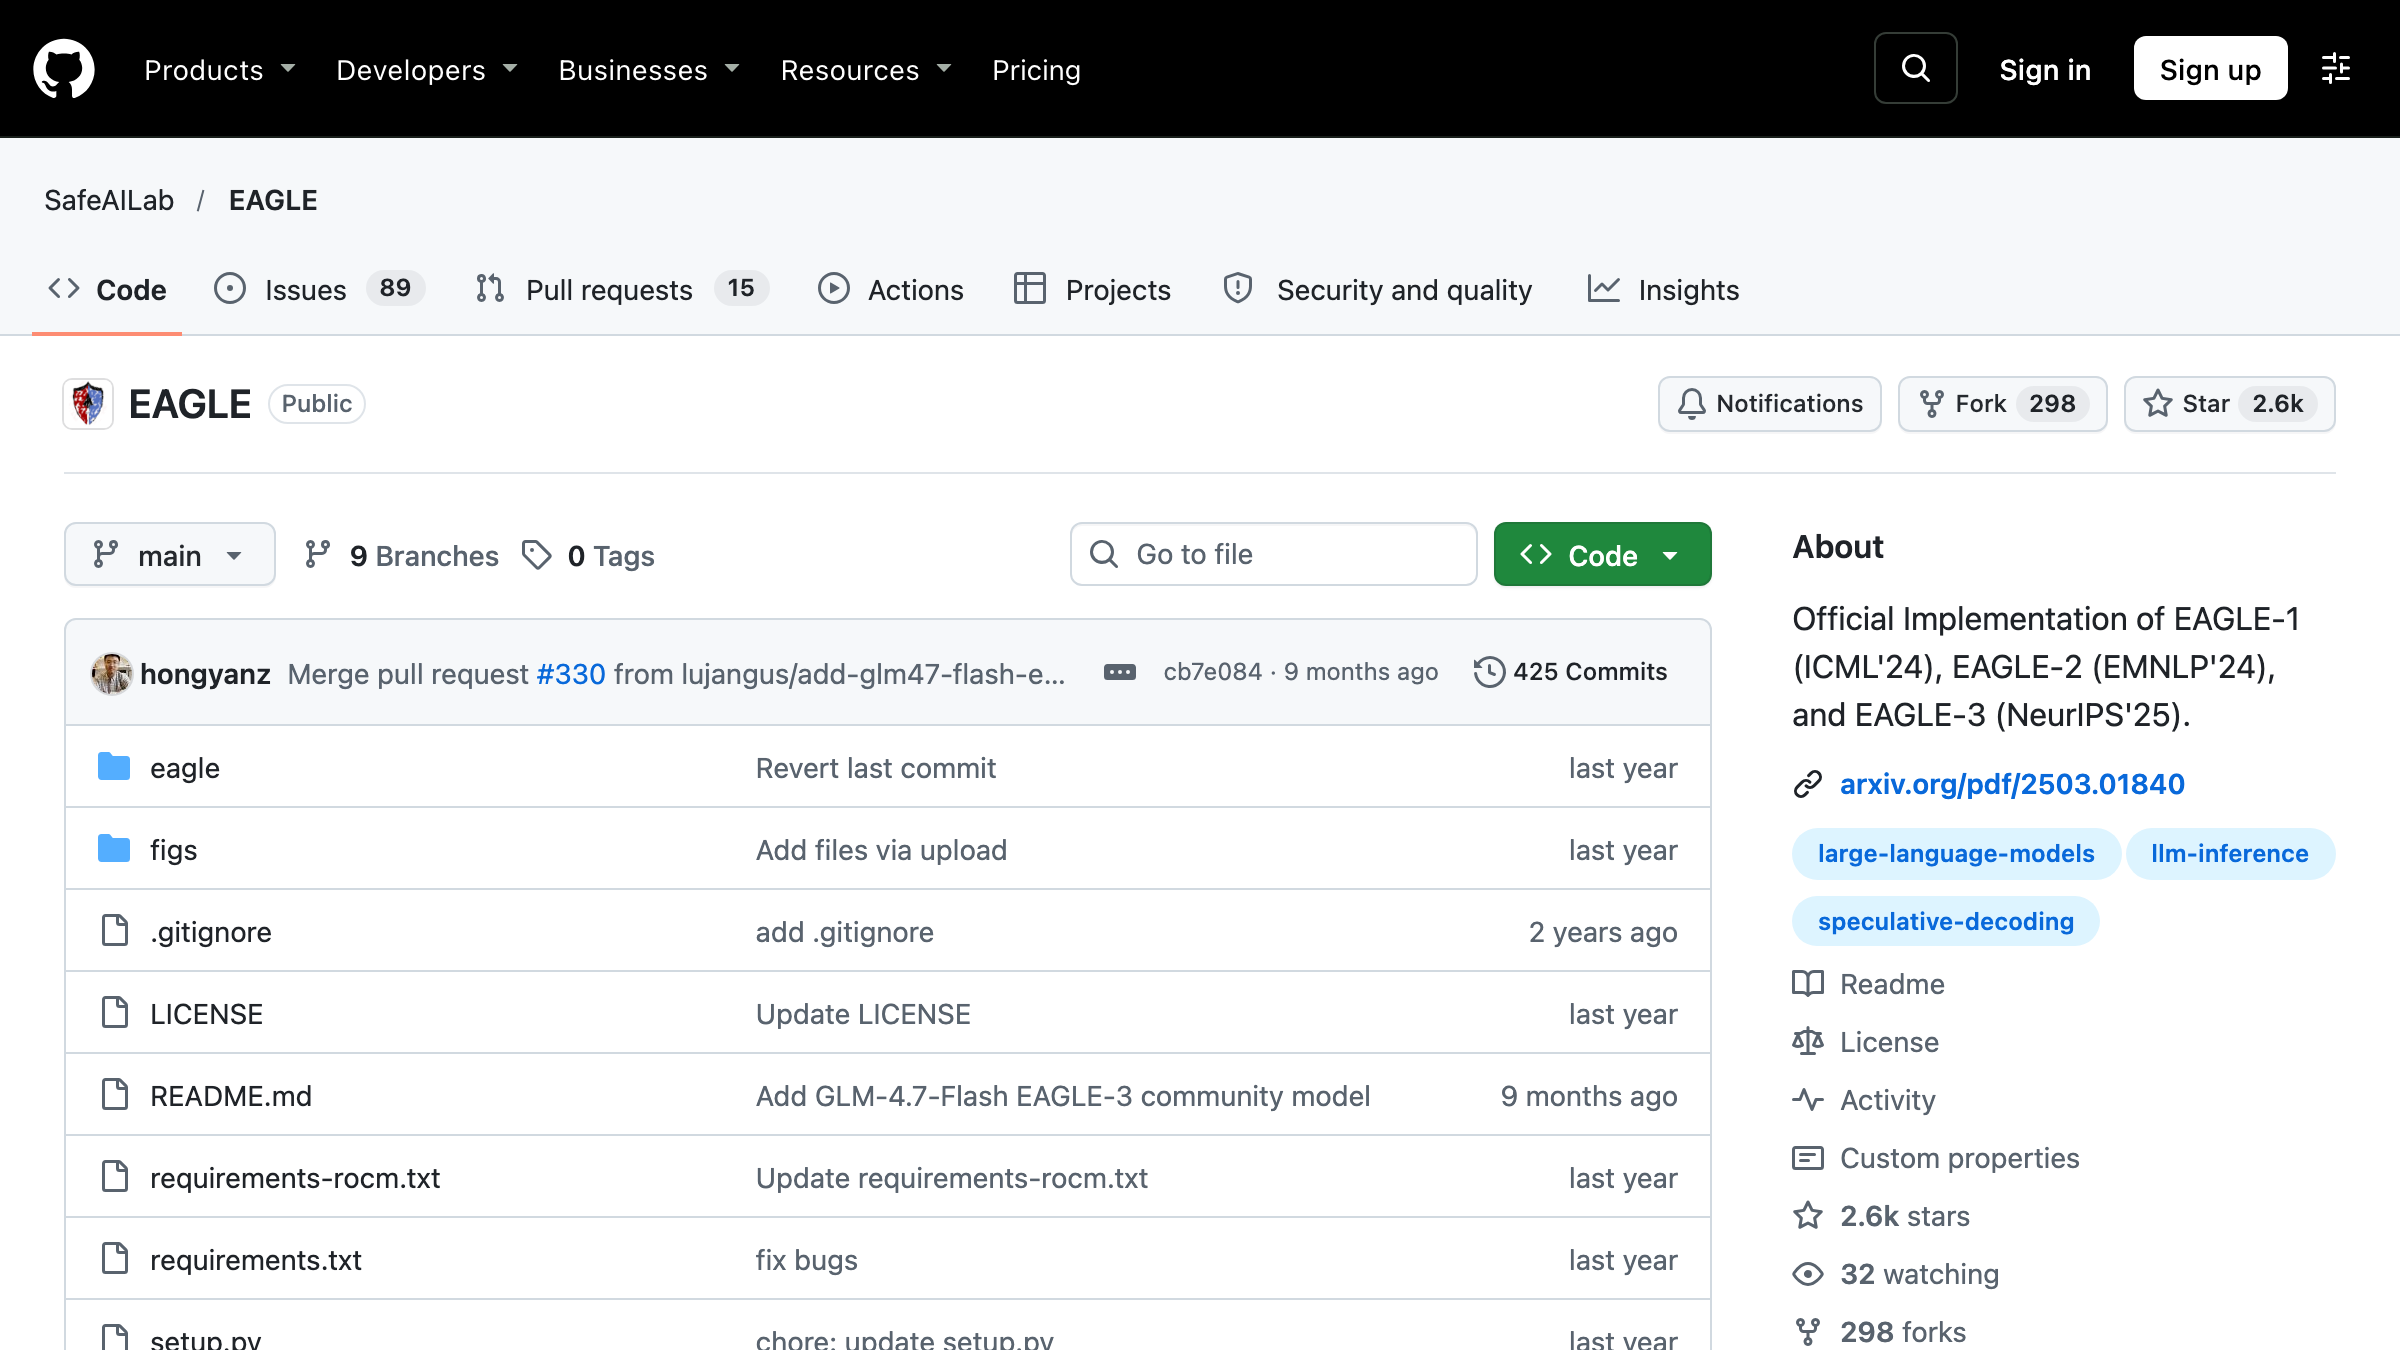 Products Developers Businesses Resources Pricing Sign in Sign up
SafeAILab / EAGLE
Code Issues 89 Pull requests 15 Actions Projects Security and quality Insights
EAGLE Public Notifications Fork 298 Star 2.6k
main 9 Branches 0 Tags Go to file Code
hongyanz Merge pull request #330 from lujangus/add-glm47-flash-e... cb7e084 · 9 months ago 425 Commits
eagle Revert last commit last year
figs Add files via upload last year
.gitignore add .gitignore 2 years ago
LICENSE Update LICENSE last year
README.md Add GLM-4.7-Flash EAGLE-3 community model 9 months ago
requirements-rocm.txt Update requirements-rocm.txt last year
requirements.txt fix bugs last year
setup.py chore: update setup.py last year
About
Official Implementation of EAGLE-1
(ICML'24), EAGLE-2 (EMNLP'24),
and EAGLE-3 (NeurIPS'25).
arxiv.org/pdf/2503.01840
large-language-models llm-inference
speculative-decoding
Readme
License
Activity
Custom properties
2.6k stars
32 watching
298 forks